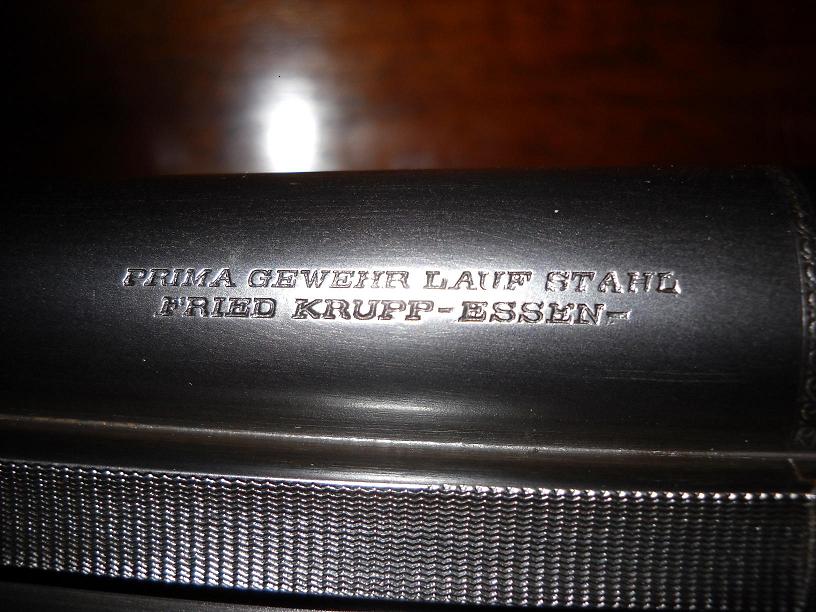 PRIMA GEWEHR LAUF STAHL
FRIED KRUPP-ESSEN-